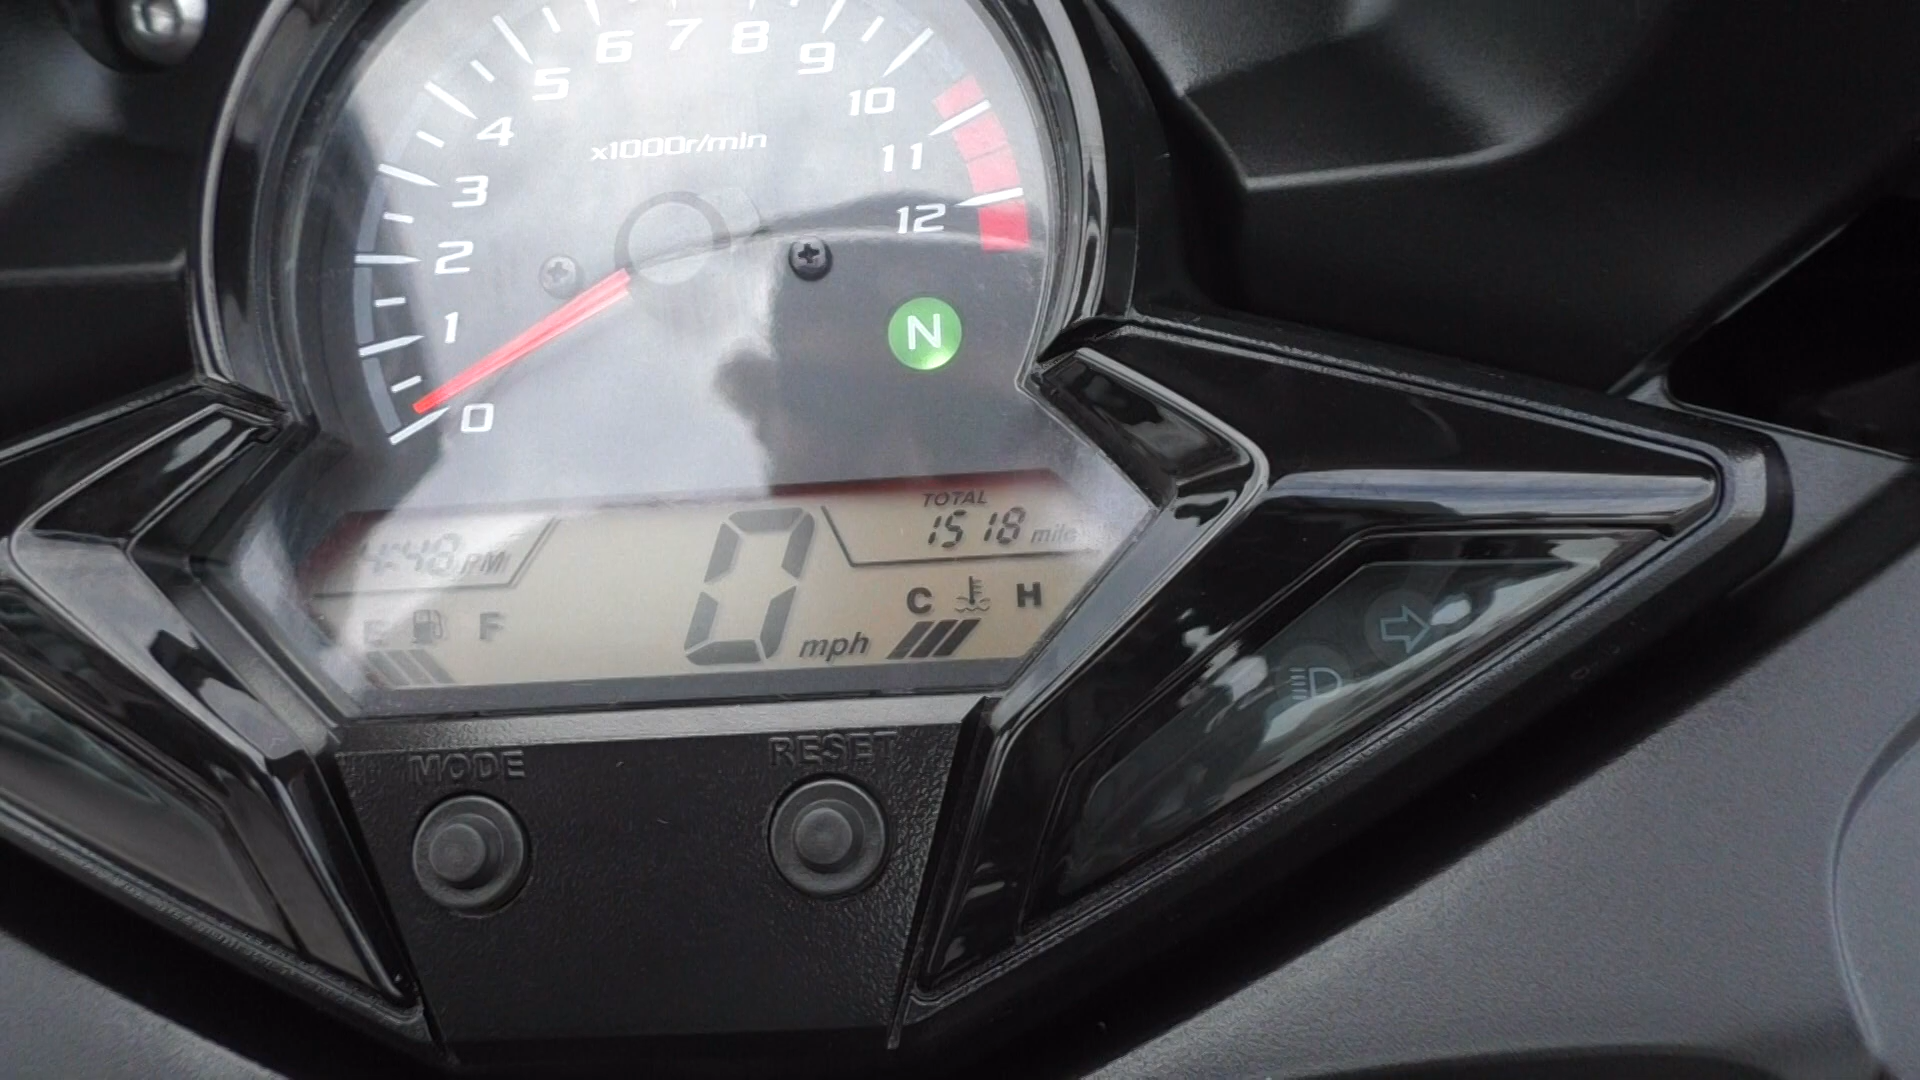 0
1
2
3
4
5
6
7
8
9
10
11
12
x1000r/min
N
4:48 PM
TOTAL
1518 mile
0 mph
E F
C H
MODE
RESET